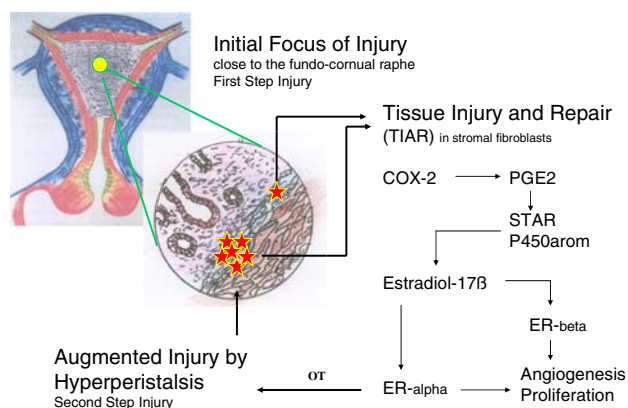 Initial Focus of Injury
close to the fundo-cornual raphe
First Step Injury
Tissue Injury and Repair
(TIAR) in stromal fibroblasts
COX-2
PGE2
STAR
P450arom
Estradiol-17ß
ER-beta
Angiogenesis
Proliferation
ER-alpha
OT
Augmented Injury by
Hyperperistalsis
Second Step Injury